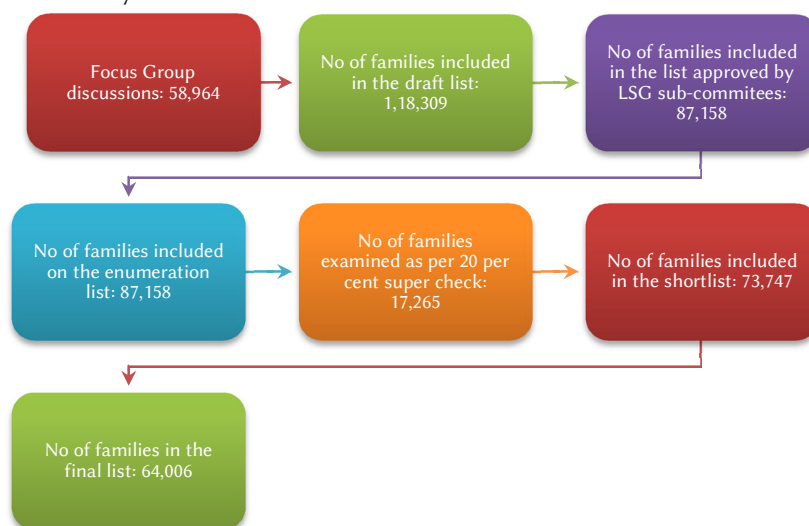 Focus Group
discussions: 58,964
No of families included
in the draft list:
1,18,309
No of families included
in the list approved by
LSG sub-commitees:
87,158
No of families included
on the enumeration
list: 87,158
No of families
examined as per 20 per
cent super check:
17,265
No of families included
in the shortlist: 73,747
No of families in the
final list: 64,006